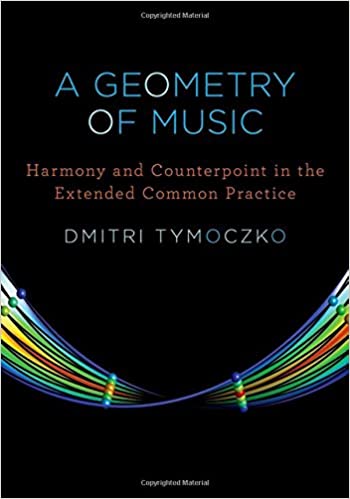 Copyrighted Material
A GEOMETRY
OF MUSIC
Harmony and Counterpoint in the
Extended Common Practice
DMITRI TYMOCZKO
Copyrighted Material